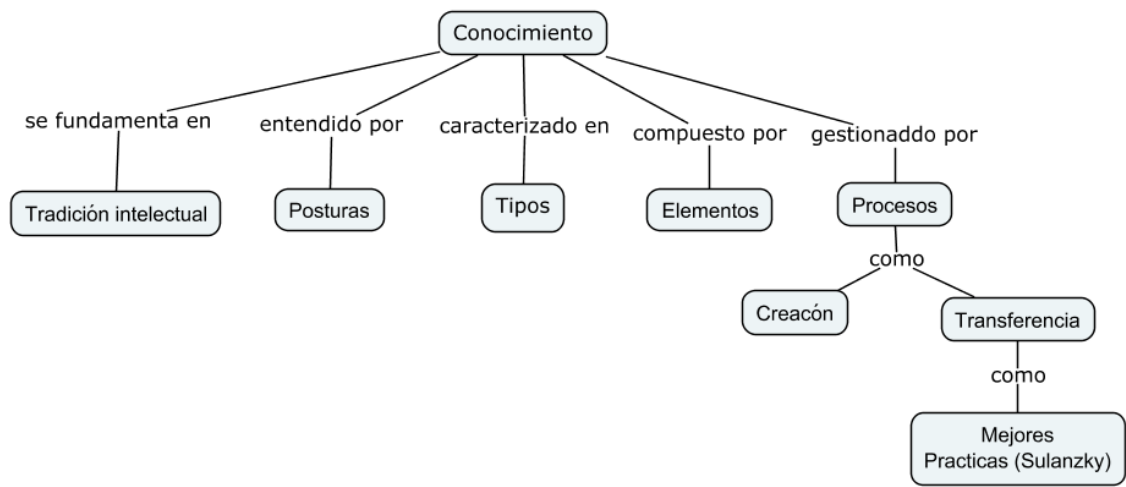 Conocimiento
se fundamenta en
entendido por
caracterizado en
compuesto por
gestionaddo por
Tradición intelectual
Posturas
Tipos
Elementos
Procesos
como
Creacón
Transferencia
como
Mejores
Practicas (Sulanzky)